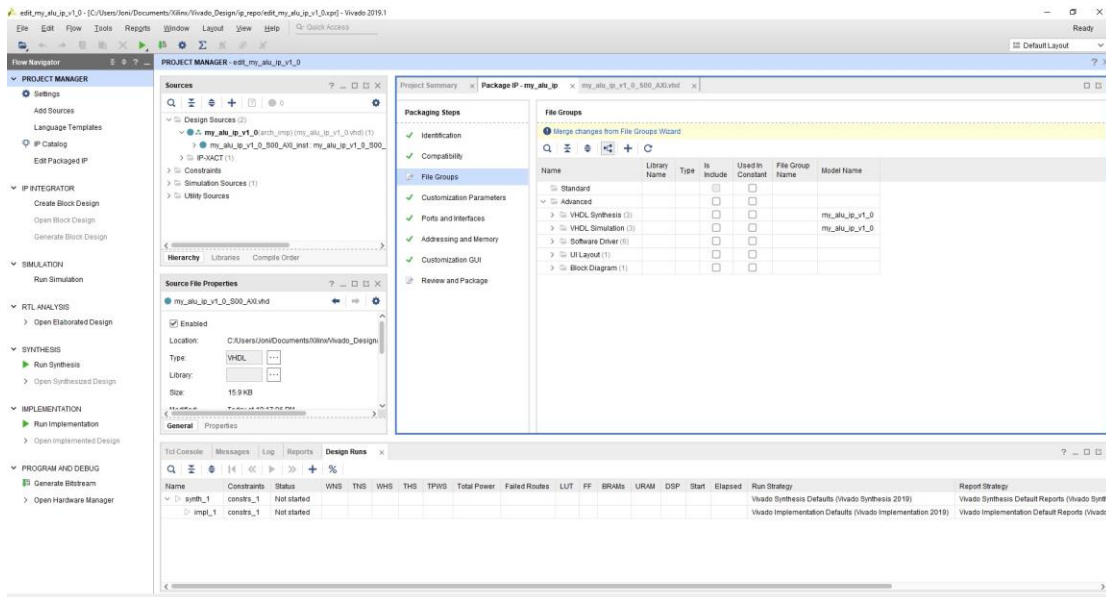 edit_my_alu_ip_v1_0 - [C:/Users/Joni/Documents/Xilinx/Vivado_Design/ip_repo/edit_my_alu_ip_v1_0.xpr] - Vivado 2019.1
File Edit Flow Tools Reports Window Layout View Help Quick Access
Ready
Default Layout
Flow Navigator
PROJECT MANAGER
Settings
Add Sources
Language Templates
IP Catalog
Edit Packaged IP
IP INTEGRATOR
Create Block Design
Open Block Design
Generate Block Design
SIMULATION
Run Simulation
RTL ANALYSIS
Open Elaborated Design
SYNTHESIS
Run Synthesis
Open Synthesized Design
IMPLEMENTATION
Run Implementation
Open Implemented Design
PROGRAM AND DEBUG
Generate Bitstream
Open Hardware Manager
PROJECT MANAGER - edit_my_alu_ip_v1_0
Sources
0
Design Sources (2)
my_alu_ip_v1_0(arch_imp) (my_alu_ip_v1_0.vhd) (1)
my_alu_ip_v1_0_S00_AXI_inst : my_alu_ip_v1_0_S00_
IP-XACT (1)
Constraints
Simulation Sources (1)
Utility Sources
Hierarchy Libraries Compile Order
Source File Properties
my_alu_ip_v1_0_S00_AXI.vhd
Enabled
Location: C:/Users/Joni/Documents/Xilinx/Vivado_Design/
Type: VHDL
Library:
Size: 15.9 KB
General Properties
Project Summary Package IP - my_alu_ip my_alu_ip_v1_0_S00_AXI.vhd
Packaging Steps
Identification
Compatibility
File Groups
Customization Parameters
Ports and Interfaces
Addressing and Memory
Customization GUI
Review and Package
File Groups
Merge changes from File Groups Wizard
Name Library Name Type Is Include Used In Constant File Group Name Model Name
Standard
Advanced
VHDL Synthesis (3) my_alu_ip_v1_0
VHDL Simulation (3) my_alu_ip_v1_0
Software Driver (6)
UI Layout (1)
Block Diagram (1)
Tcl Console Messages Log Reports Design Runs
Name Constraints Status WNS TNS WHS THS TPWS Total Power Failed Routes LUT FF BRAMs URAM DSP Start Elapsed Run Strategy Report Strategy
synth_1 constrs_1 Not started Vivado Synthesis Defaults (Vivado Synthesis 2019) Vivado Synthesis Default Reports (Vivado Synt
impl_1 constrs_1 Not started Vivado Implementation Defaults (Vivado Implementation 2019) Vivado Implementation Default Reports (Vivad